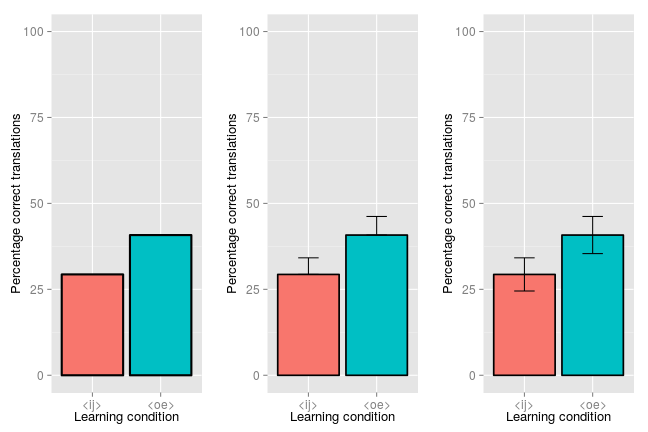 Percentage correct translations
100
75
50
25
0
<ij> <oe>
Learning condition
Percentage correct translations
100
75
50
25
0
<ij> <oe>
Learning condition
Percentage correct translations
100
75
50
25
0
<ij> <oe>
Learning condition